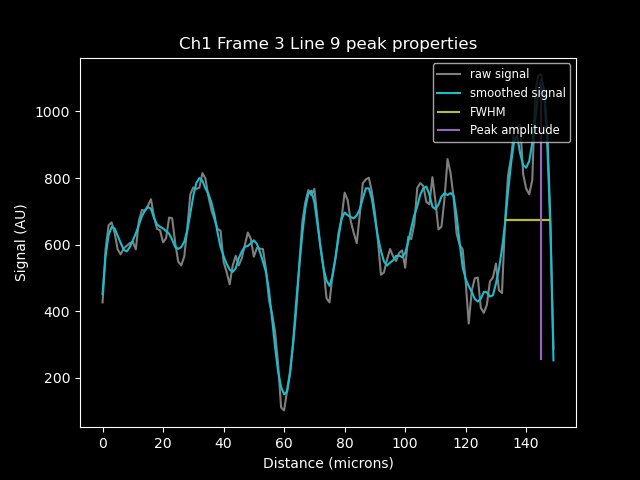 Ch1 Frame 3 Line 9 peak properties
raw signal
smoothed signal
FWHM
Peak amplitude
1000
800
600
400
200
Signal (AU)
0 20 40 60 80 100 120 140
Distance (microns)